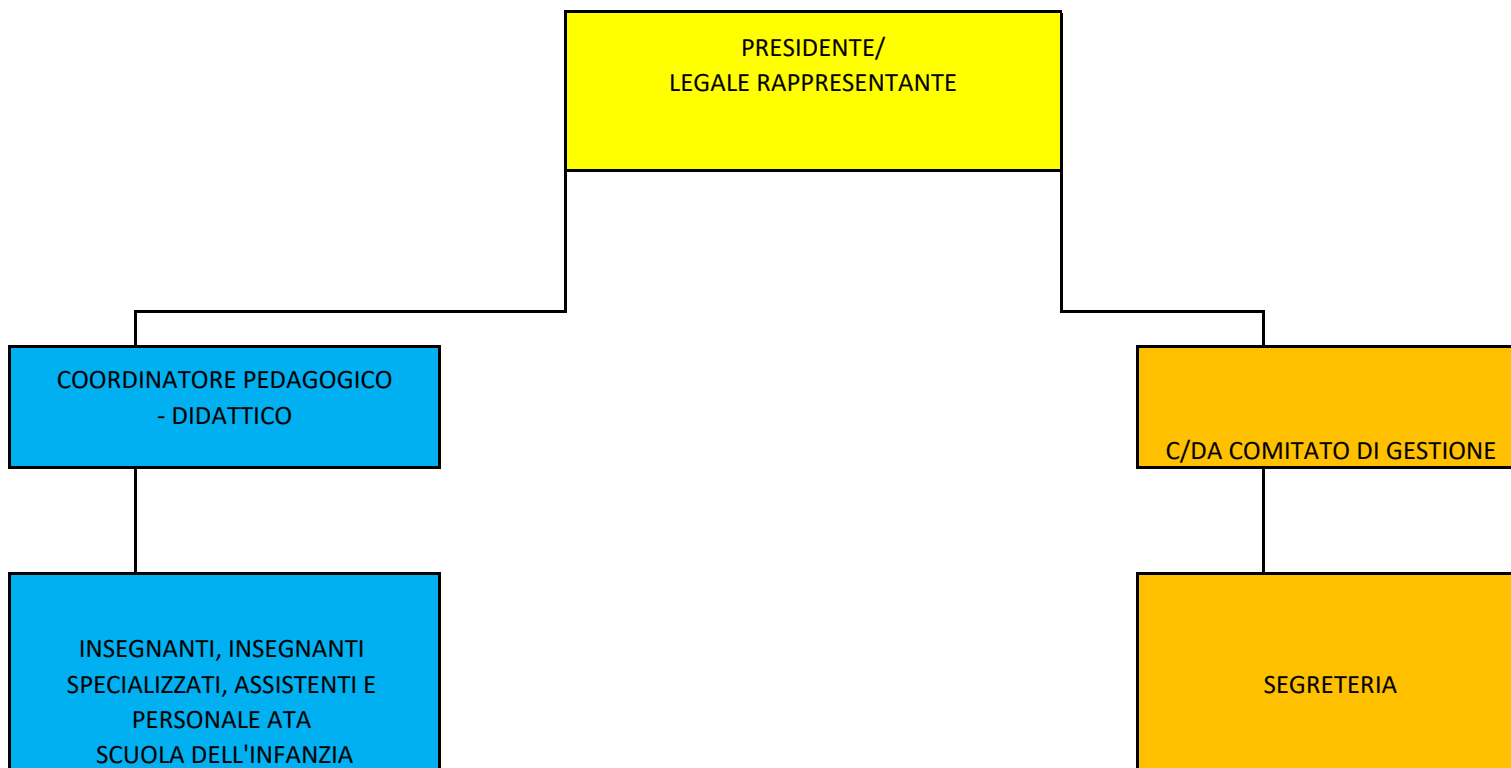 PRESIDENTE/
LEGALE RAPPRESENTANTE
COORDINATORE PEDAGOGICO
- DIDATTICO
C/DA COMITATO DI GESTIONE
INSEGNANTI, INSEGNANTI
SPECIALIZZATI, ASSISTENTI E
PERSONALE ATA
SCUOLA DELL'INFANZIA
SEGRETERIA